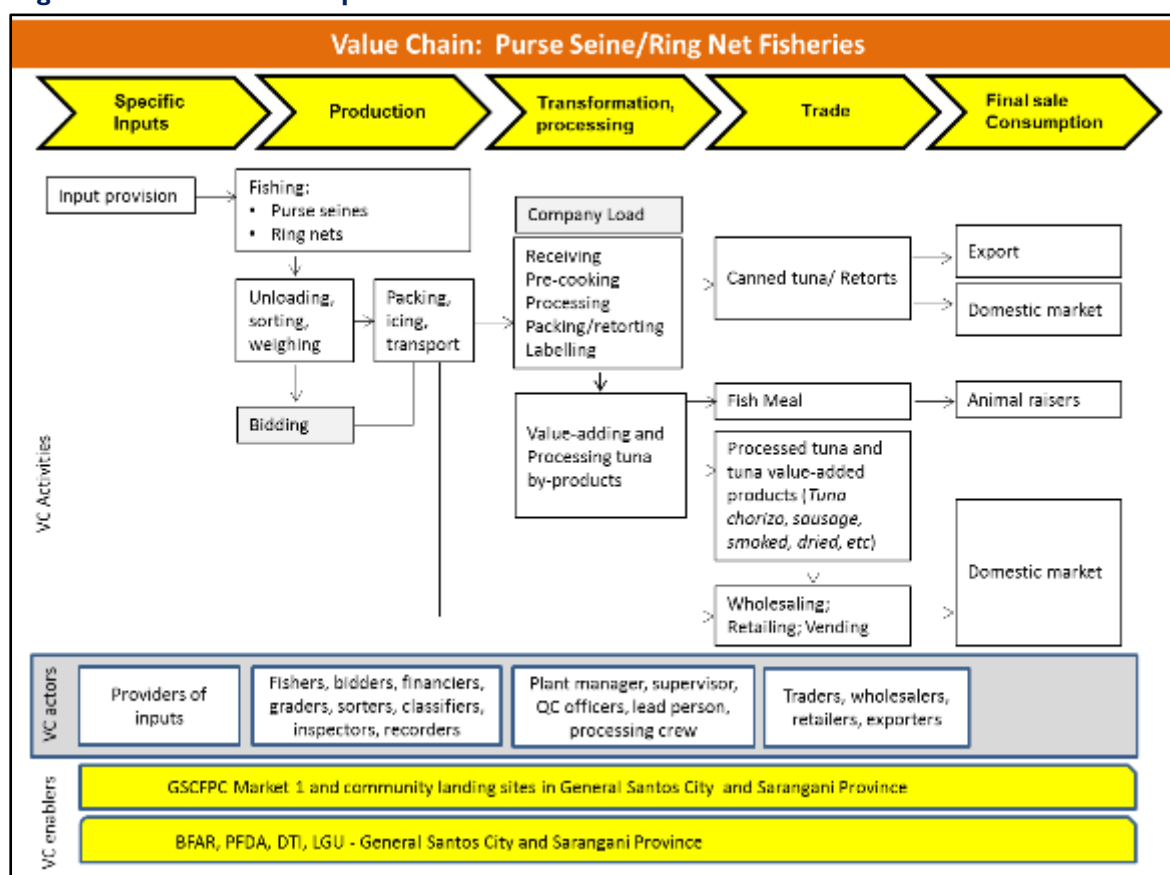 Value Chain: Purse Seine/Ring Net Fisheries
Specific
Inputs
Production
Transformation,
processing
Trade
Final sale
Consumption
Input provision
Fishing:
• Purse seines
• Ring nets
Unloading,
sorting,
weighing
Packing,
icing,
transport
Bidding
Company Load
Receiving
Pre-cooking
Processing
Packing/retorting
Labelling
Value-adding and
Processing tuna
by-products
Canned tuna/ Retorts
Fish Meal
Processed tuna and
tuna value-added
products (Tuna
chorizo, sausage,
smoked, dried, etc)
Wholesaling;
Retailing; Vending
Export
Domestic market
Animal raisers
Domestic market
VC Activities
VC actors
Providers of
inputs
Fishers, bidders, financiers,
graders, sorters, classifiers,
inspectors, recorders
Plant manager, supervisor,
QC officers, lead person,
processing crew
Traders, wholesalers,
retailers, exporters
VC enablers
GSCFPC Market 1 and community landing sites in General Santos City and Sarangani Province
BFAR, PFDA, DTI, LGU - General Santos City and Sarangani Province